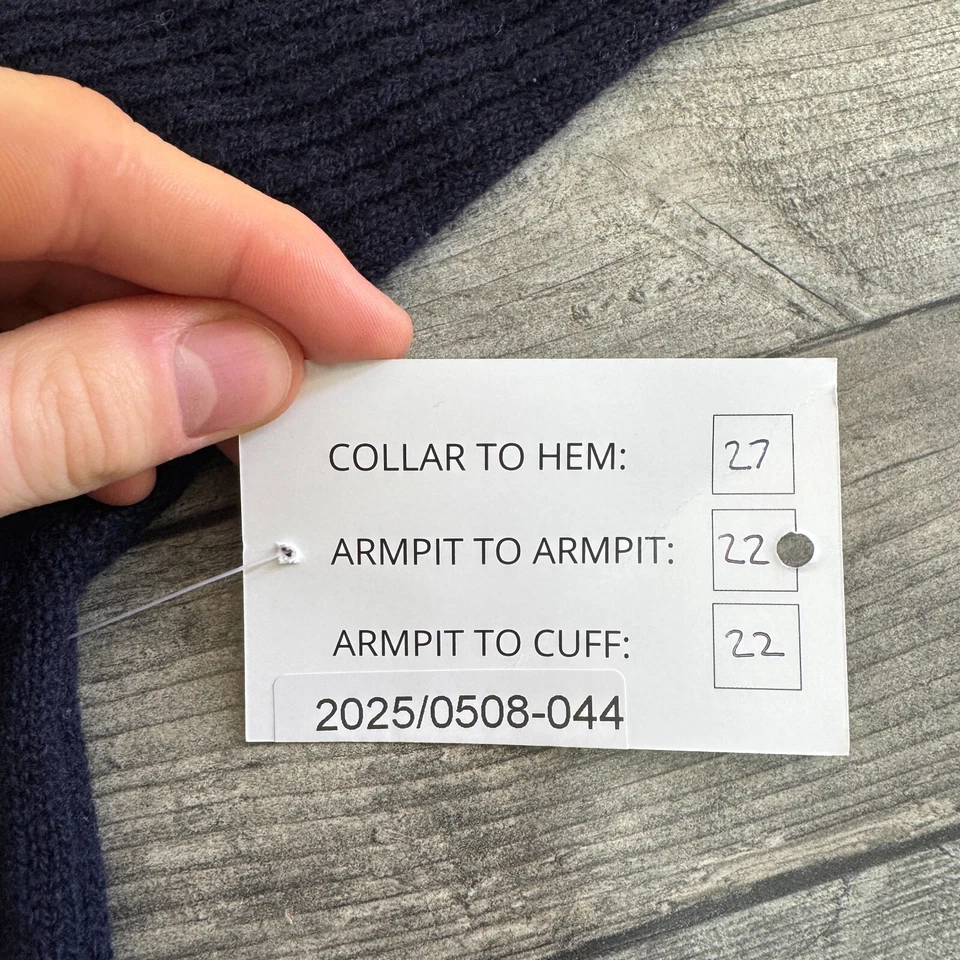 COLLAR TO HEM: 27
ARMPIT TO ARMPIT: 22
ARMPIT TO CUFF: 22
2025/0508-044